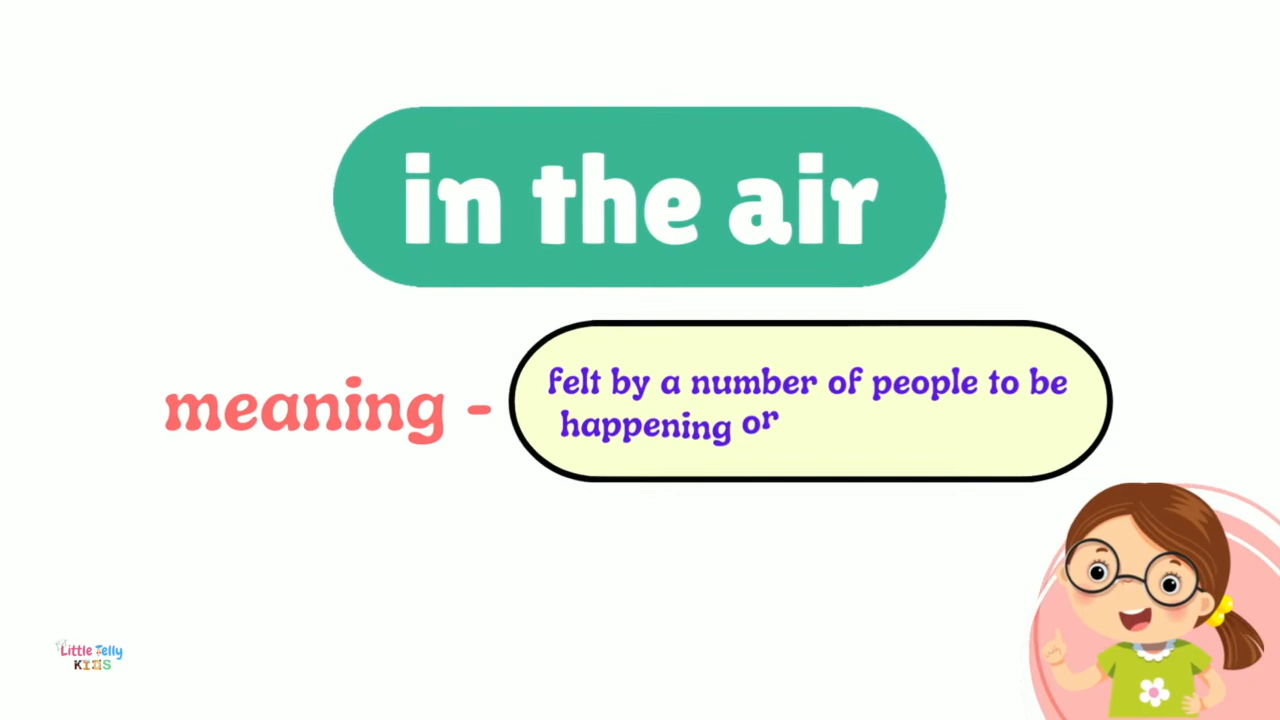 in the air
meaning -
felt by a number of people to be
happening or
Little Jelly
KIDS